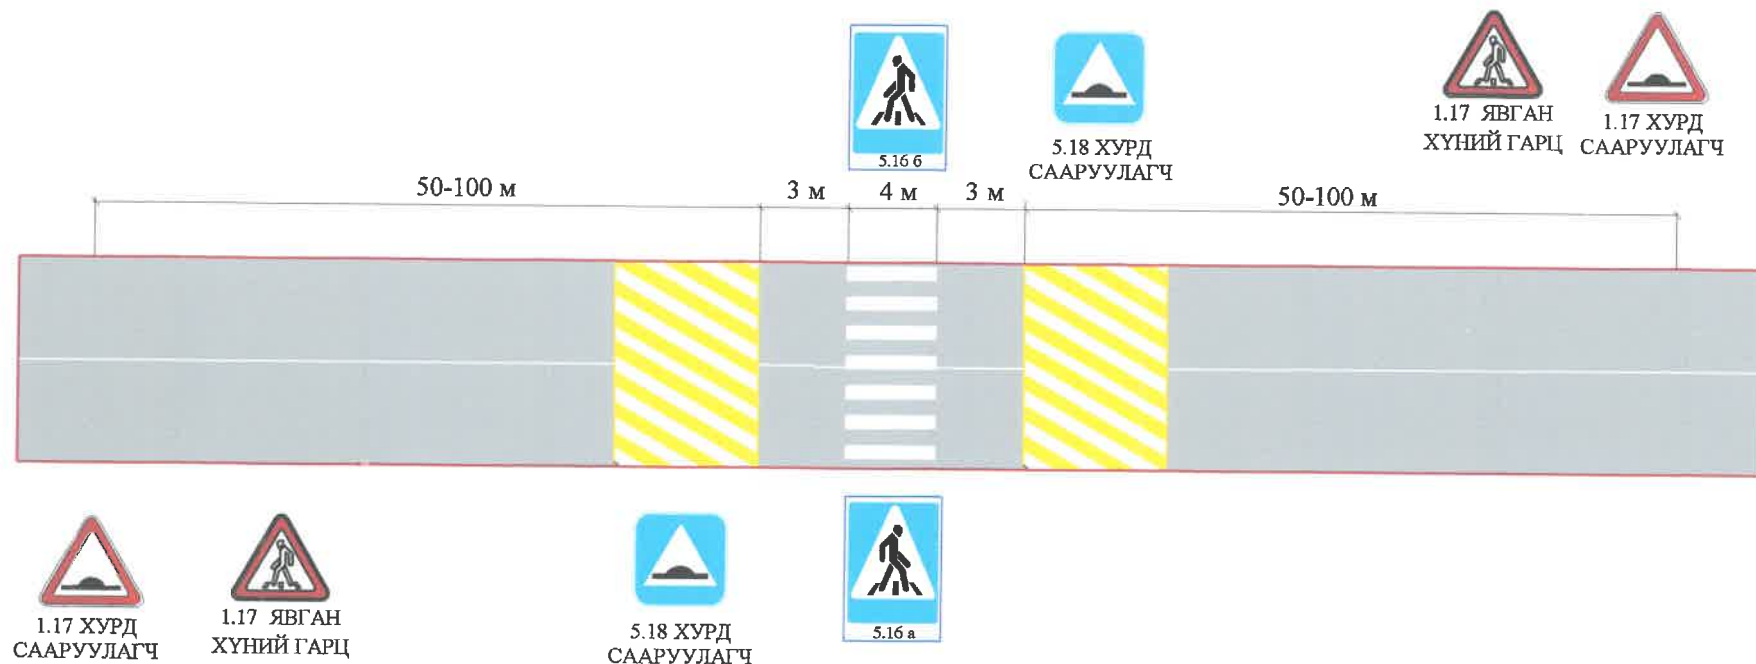 5.16 б
5.18 ХУРД
СААРУУЛАГЧ
1.17 ЯВГАН
ХҮНИЙ ГАРЦ
1.17 ХУРД
СААРУУЛАГЧ
50-100 м
3 м
4 м
3 м
50-100 м
1.17 ХУРД
СААРУУЛАГЧ
1.17 ЯВГАН
ХҮНИЙ ГАРЦ
5.18 ХУРД
СААРУУЛАГЧ
5.16 а